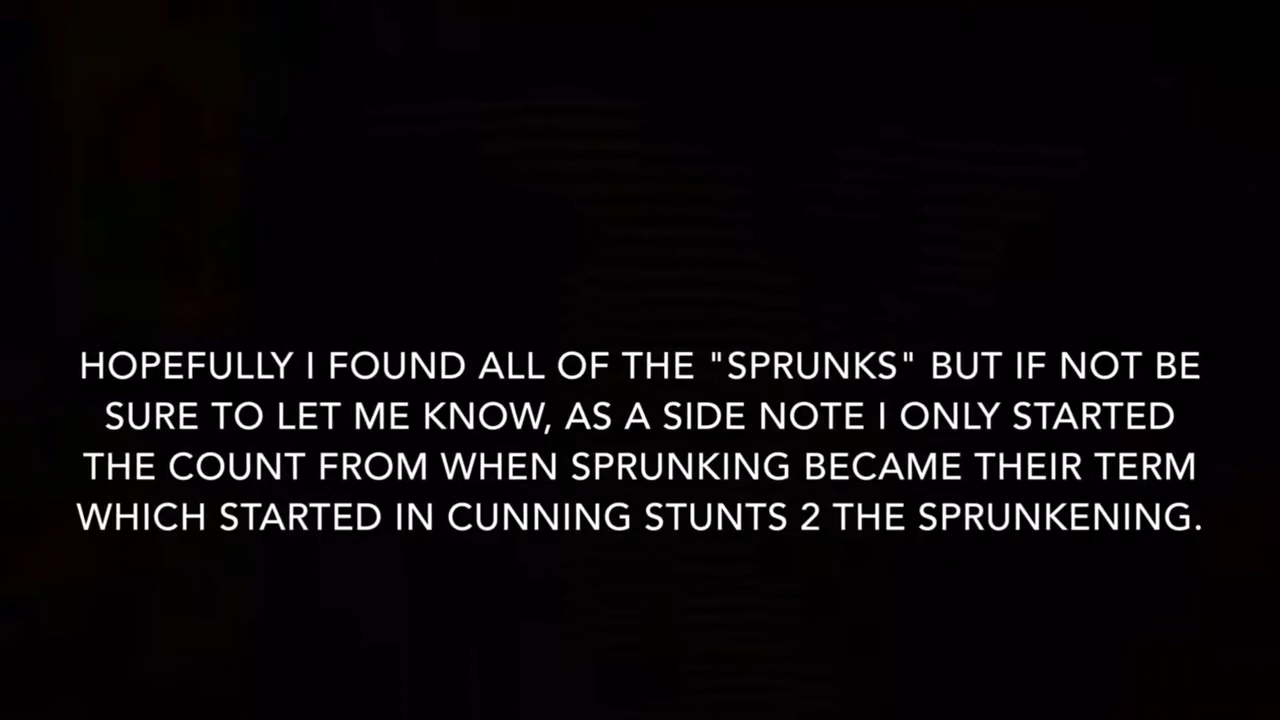 HOPEFULLY I FOUND ALL OF THE "SPRUNKS" BUT IF NOT BE
SURE TO LET ME KNOW, AS A SIDE NOTE I ONLY STARTED
THE COUNT FROM WHEN SPRUNKING BECAME THEIR TERM
WHICH STARTED IN CUNNING STUNTS 2 THE SPRUNKENING.